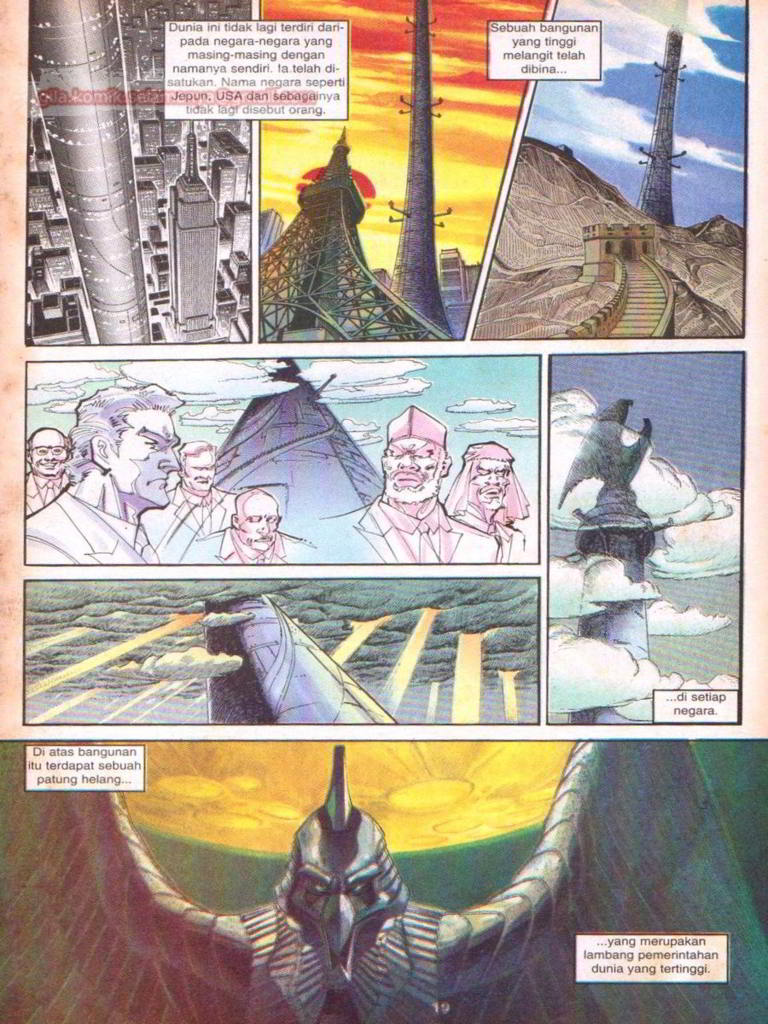 Dunia ini tidak lagi terdiri dari-
pada negara-negara yang
masing-masing dengan
namanya sendiri. Ia telah di-
satukan. Nama negara seperti
Jepun, USA dan sebagainya
tidak lagi disebut orang.
Sebuah bangunan
yang tinggi
melangit telah
dibina...
...di setiap
negara.
Di atas bangunan
itu terdapat sebuah
patung helang...
...yang merupakan
lambang pemerintahan
dunia yang tertinggi.
19